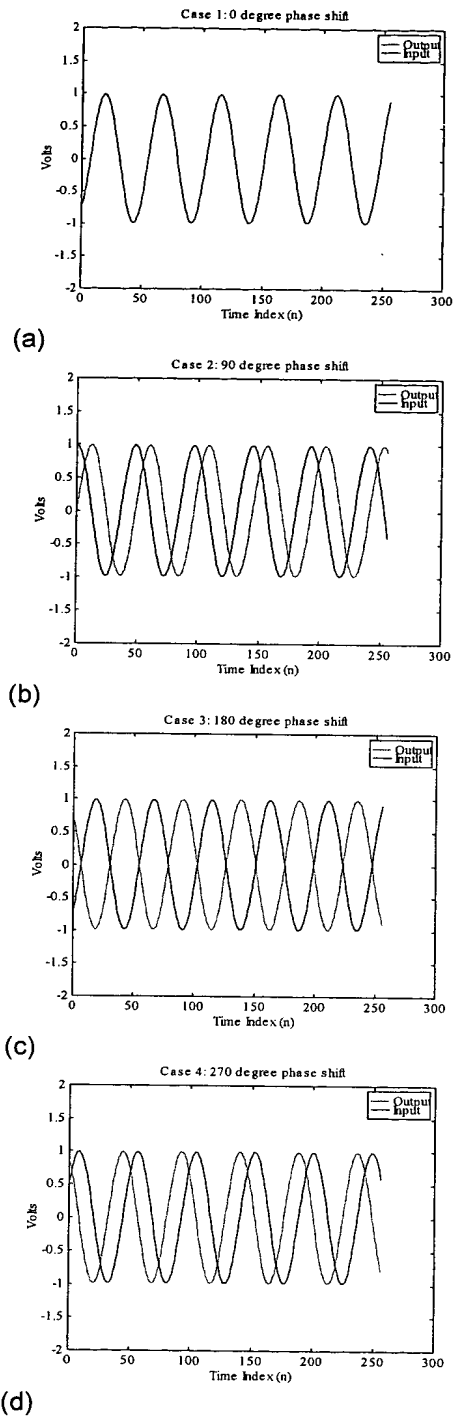 Case 1: 0 degree phase shift
Output
Input
2
1.5
1
0.5
0
-0.5
-1
-1.5
-2
Volts
0 50 100 150 200 250 300
Time Index (n)
(a)
Case 2: 90 degree phase shift
Output
Input
2
1.5
1
0.5
0
-0.5
-1
-1.5
-2
Volts
0 50 100 150 200 250 300
Time Index (n)
(b)
Case 3: 180 degree phase shift
Output
Input
2
1.5
1
0.5
0
-0.5
-1
-1.5
-2
Volts
0 50 100 150 200 250 300
Time Index (n)
(c)
Case 4: 270 degree phase shift
Output
Input
2
1.5
1
0.5
0
-0.5
-1
-1.5
-2
Volts
0 50 100 150 200 250 300
Time Index (n)
(d)